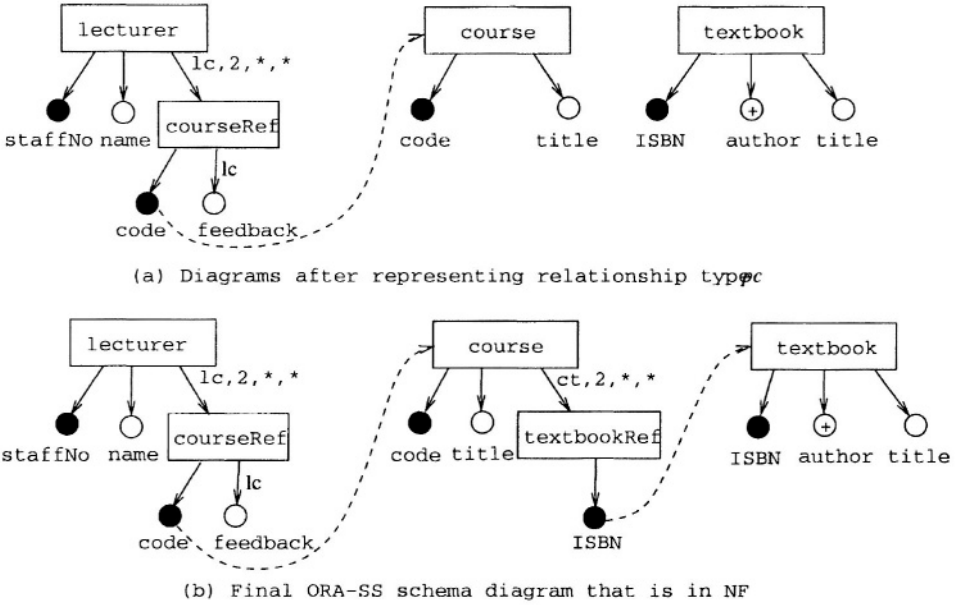 lecturer
course
textbook
lc,2,*,*
courseRef
staffNo name
code
title
ISBN
+
author title
lc
code
feedback
(a) Diagrams after representing relationship type
lecturer
course
textbook
lc,2,*,*
ct,2,*,*
courseRef
textbookRef
staffNo
name
code title
ISBN
+
author title
lc
code
feedback
ISBN
(b) Final ORA-SS schema diagram that is in NF